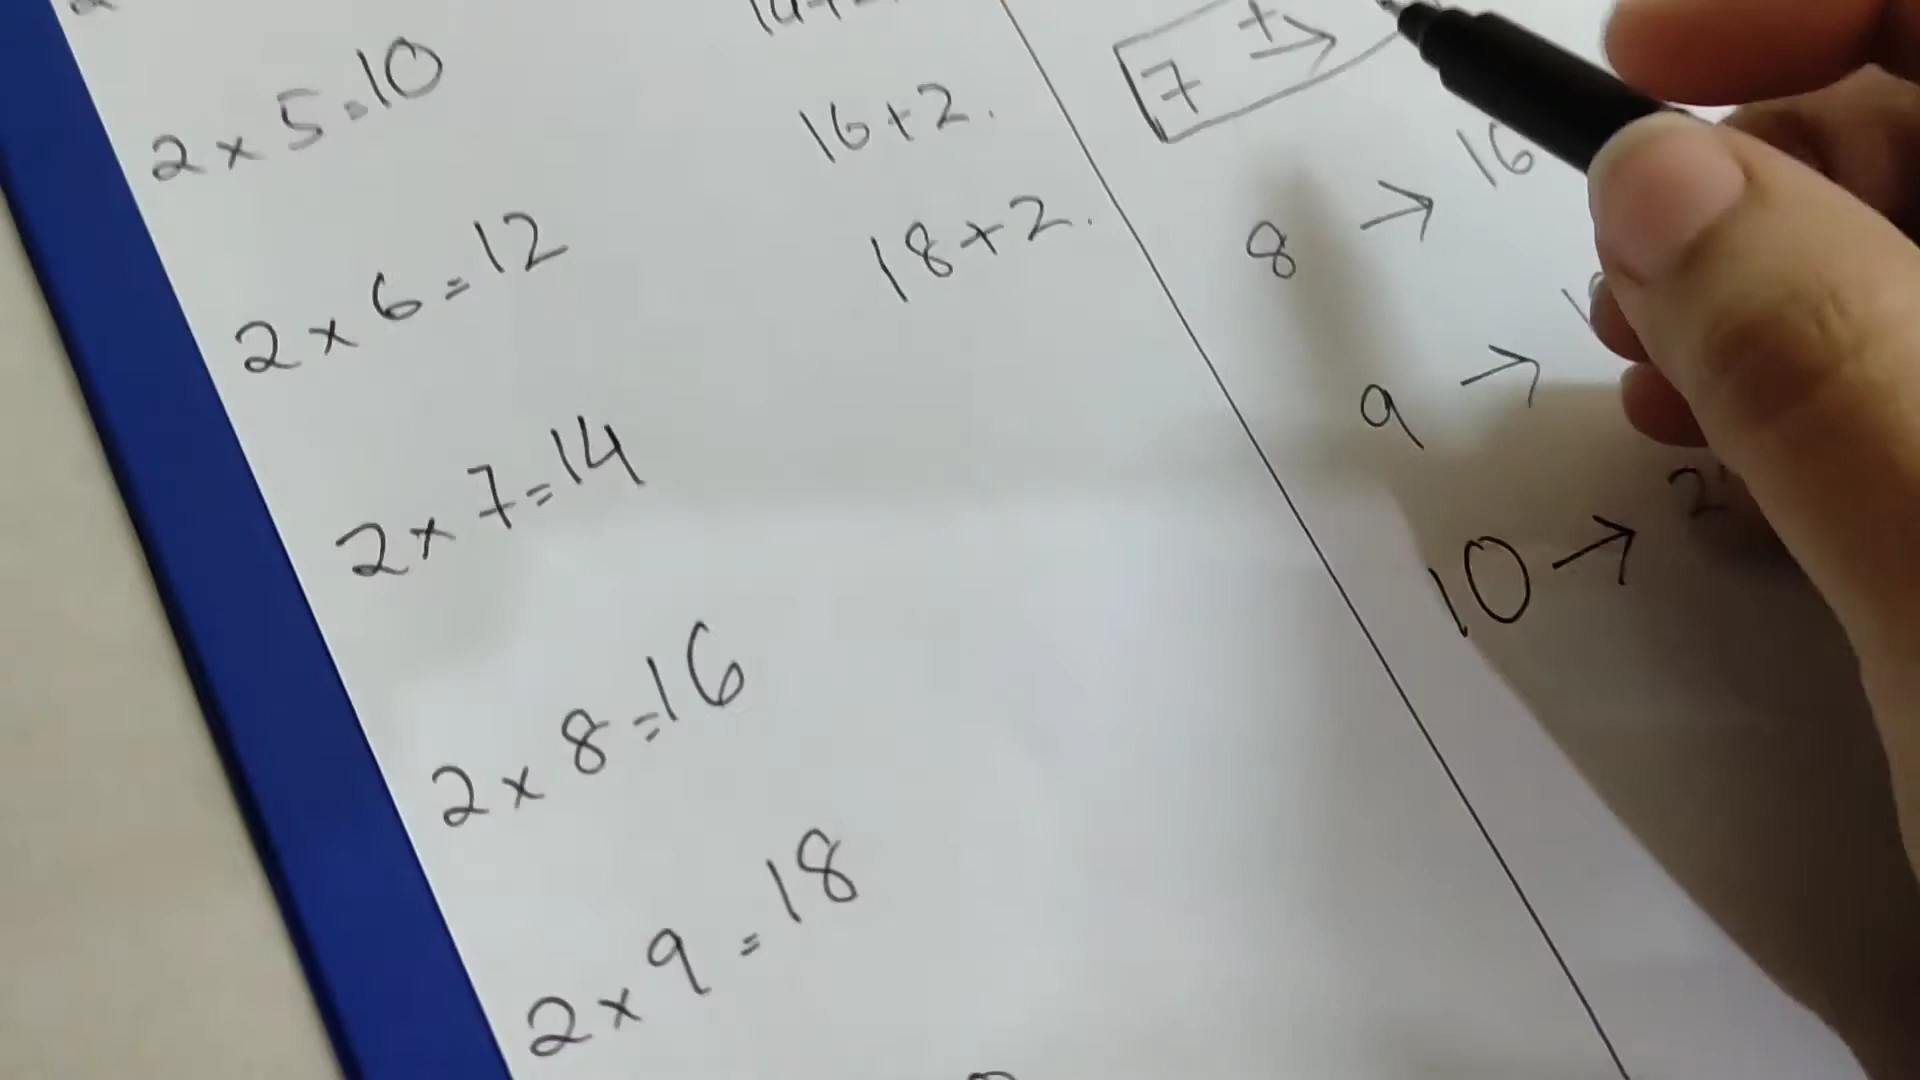 2 x 5 = 10
2 x 6 = 12
2 x 7 = 14
2 x 8 = 16
2 x 9 = 18
16+2.
18+2.
7 + →
8 → 16
9 →
10 → 2